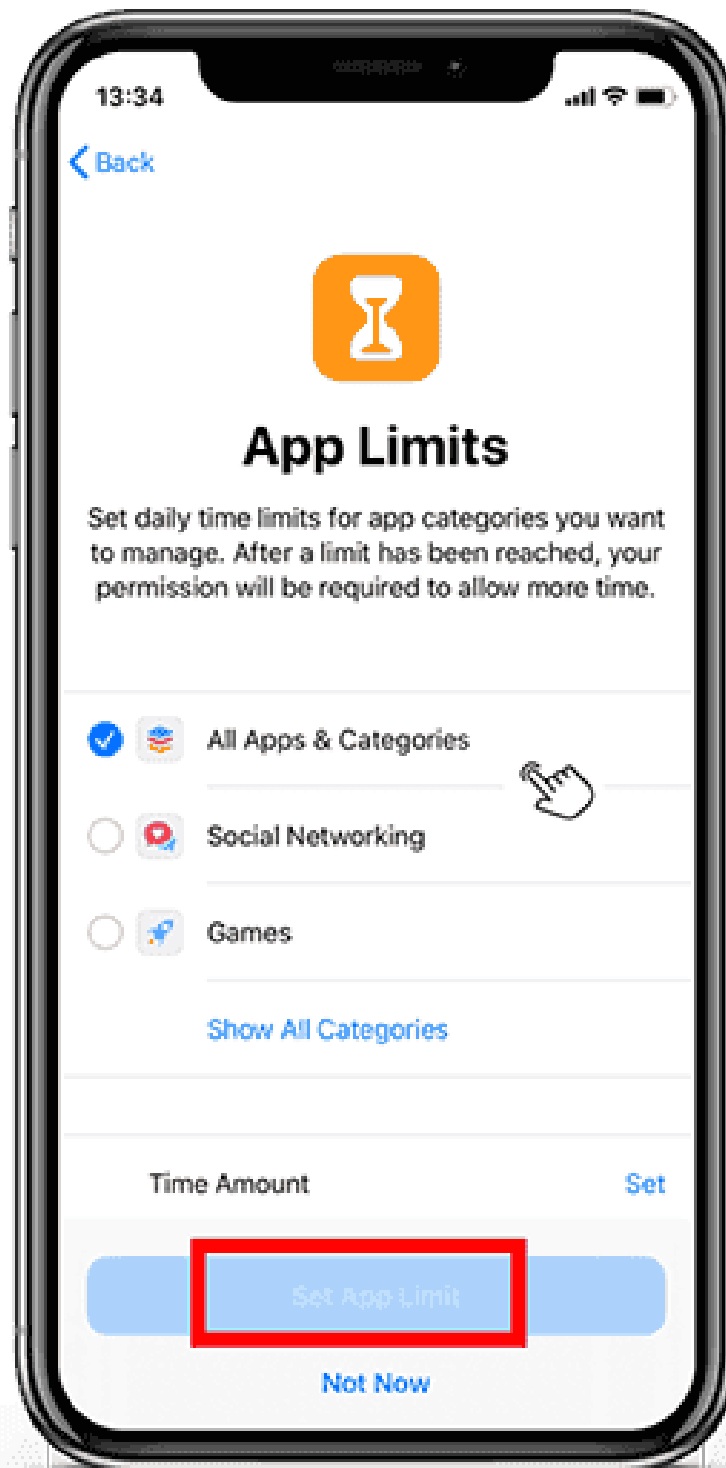 13:34
Back
App Limits
Set daily time limits for app categories you want
to manage. After a limit has been reached, your
permission will be required to allow more time.
All Apps & Categories
Social Networking
Games
Show All Categories
Time Amount Set
Set App Limit
Not Now